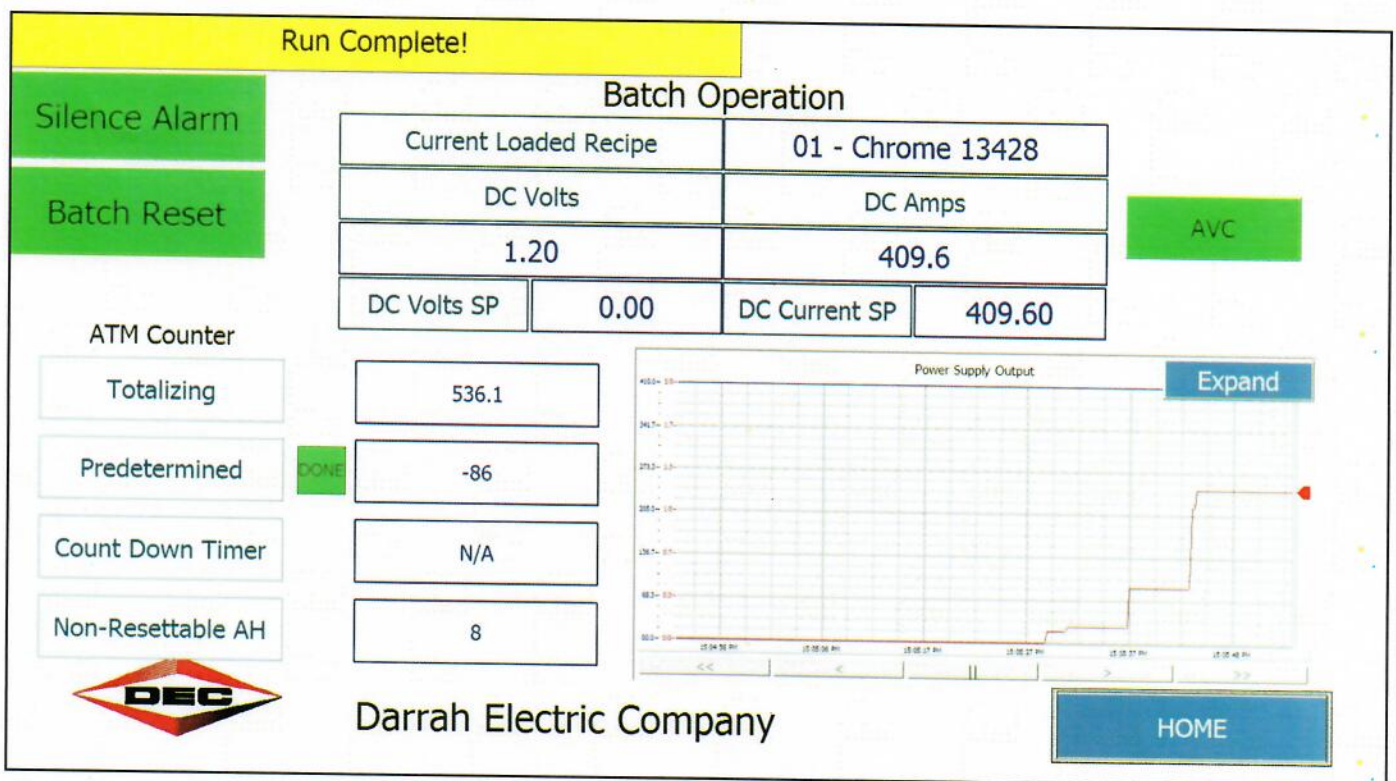 Run Complete!
Silence Alarm
Batch Reset
Batch Operation
Current Loaded Recipe
01 - Chrome 13428
DC Volts
DC Amps
1.20
409.6
DC Volts SP
0.00
DC Current SP
409.60
AVC
ATM Counter
Totalizing
536.1
Predetermined
DONE
-86
Count Down Timer
N/A
Non-Resettable AH
8
Power Supply Output
Expand
<<
<
||
>
>>
DEC
Darrah Electric Company
HOME